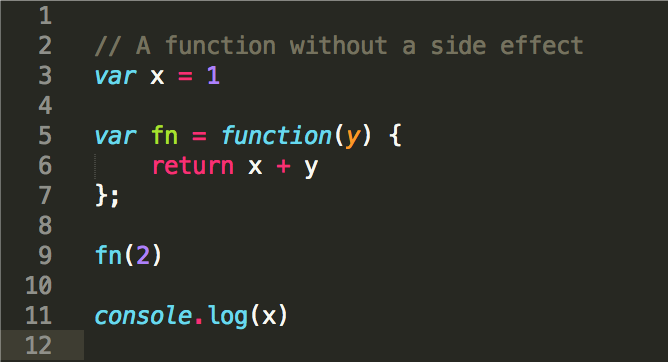 1
2 // A function without a side effect
3 var x = 1
4
5 var fn = function(y) {
6     return x + y
7 };
8
9 fn(2)
10
11 console.log(x)
12